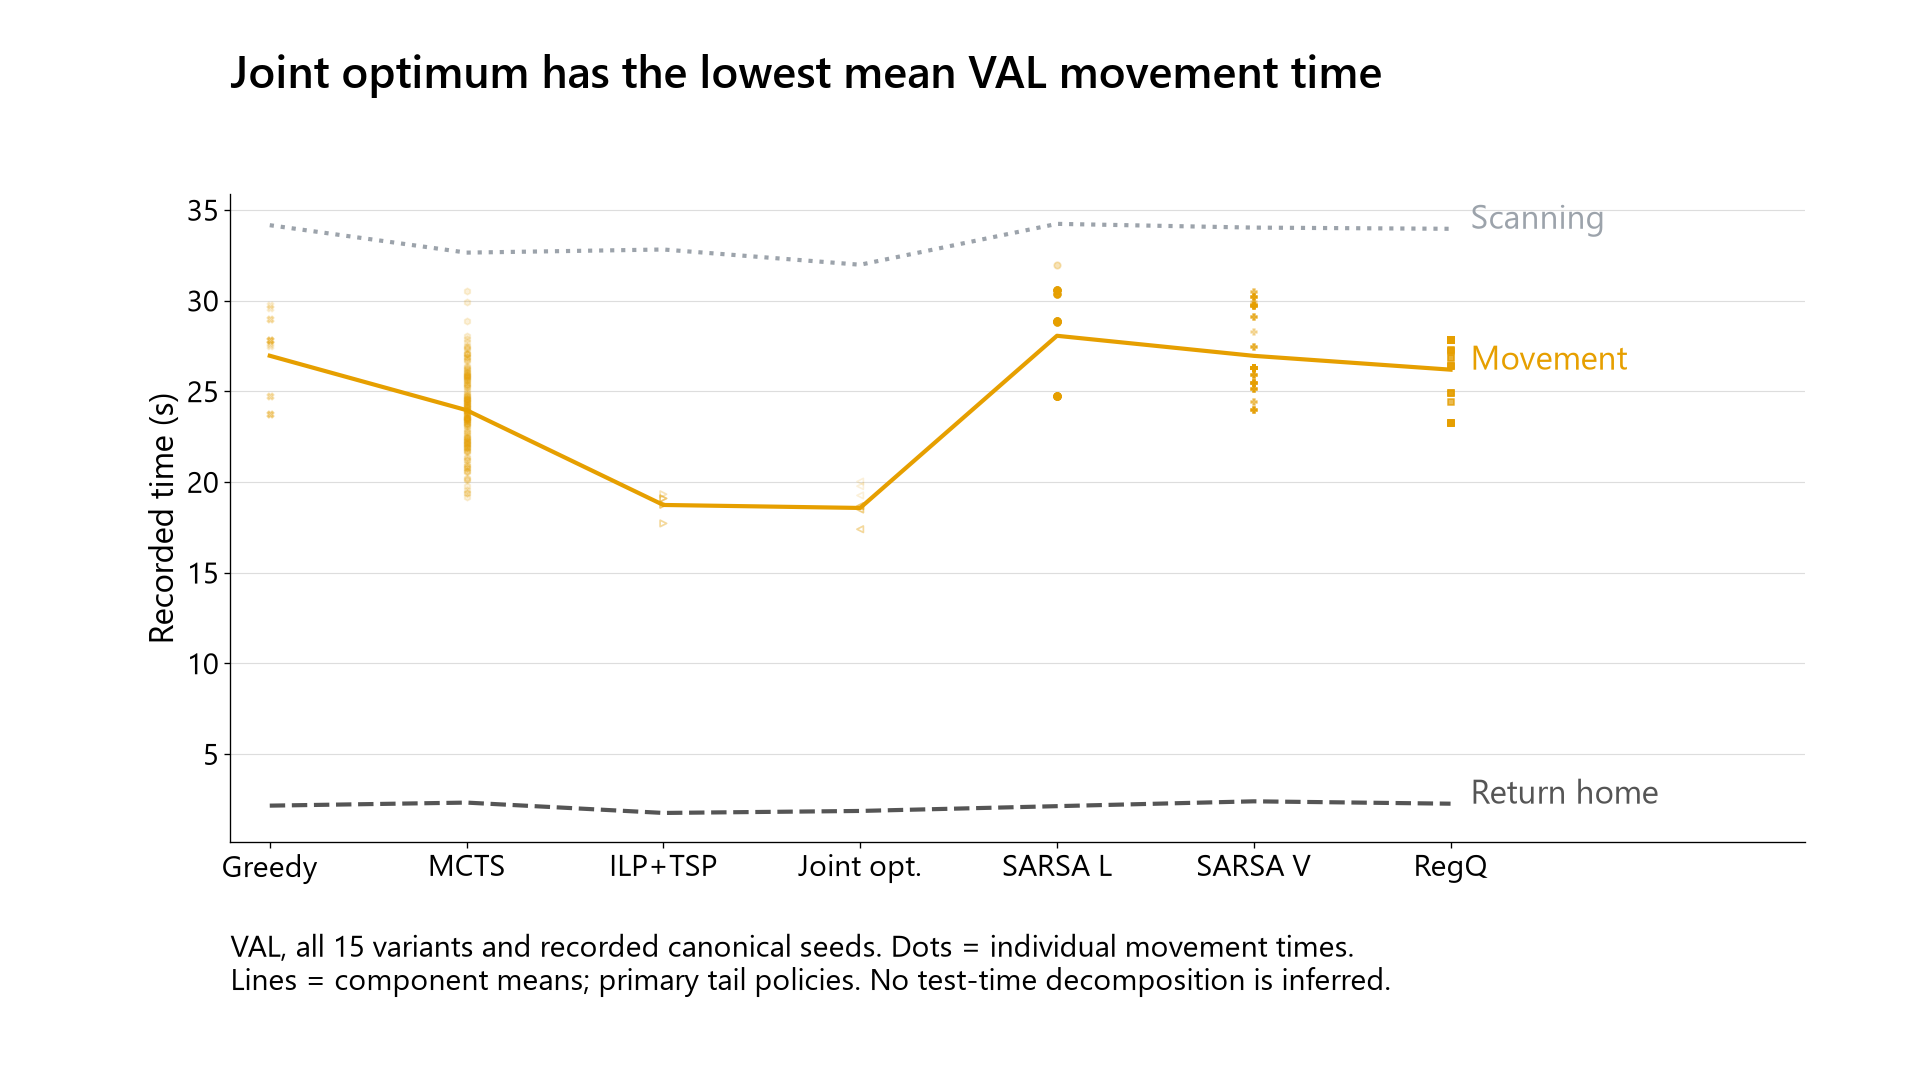 Joint optimum has the lowest mean VAL movement time
Recorded time (s)
35
30
25
20
15
10
5
Scanning
Movement
Return home
Greedy
MCTS
ILP+TSP
Joint opt.
SARSA L
SARSA V
RegQ
VAL, all 15 variants and recorded canonical seeds. Dots = individual movement times.
Lines = component means; primary tail policies. No test-time decomposition is inferred.